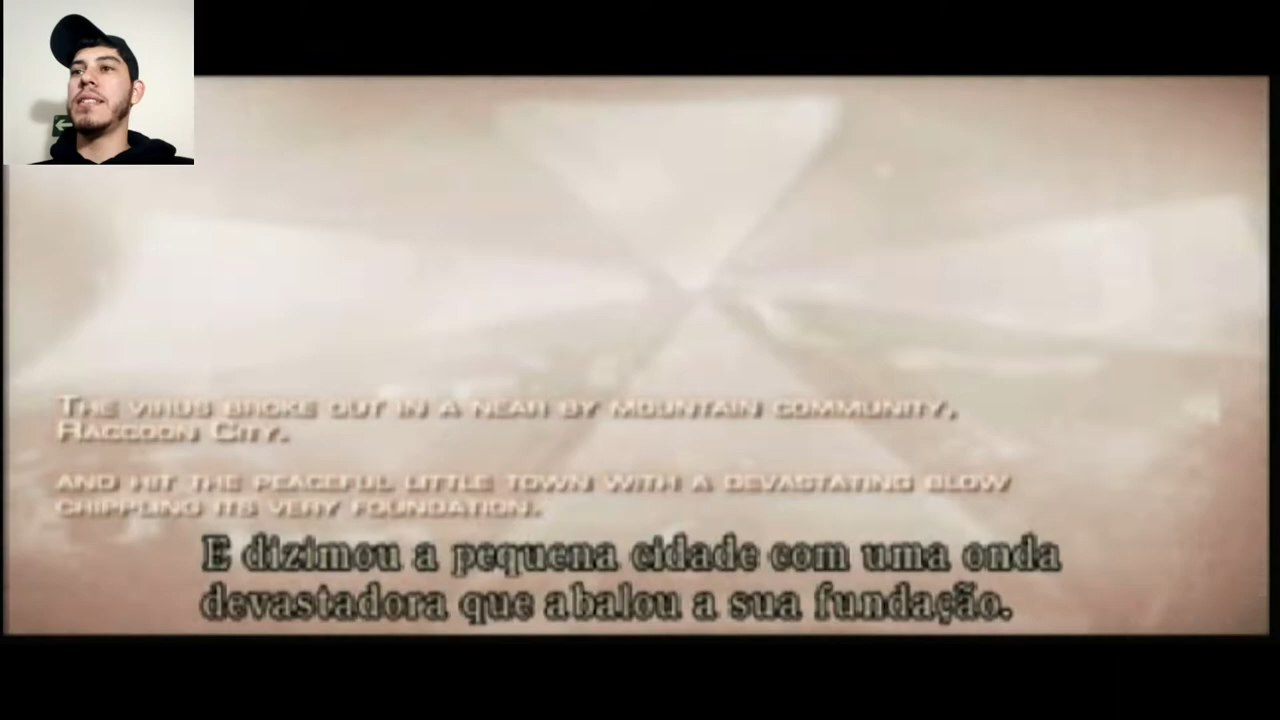 THE VIRUS BROKE OUT IN A NEAR BY MOUNTAIN COMMUNITY,
RACCOON CITY.
AND HIT THE PEACEFUL LITTLE TOWN WITH A DEVASTATING BLOW
CRIPPLING ITS VERY FOUNDATION.
E dizimou a pequena cidade com uma onda
devastadora que abalou a sua fundação.